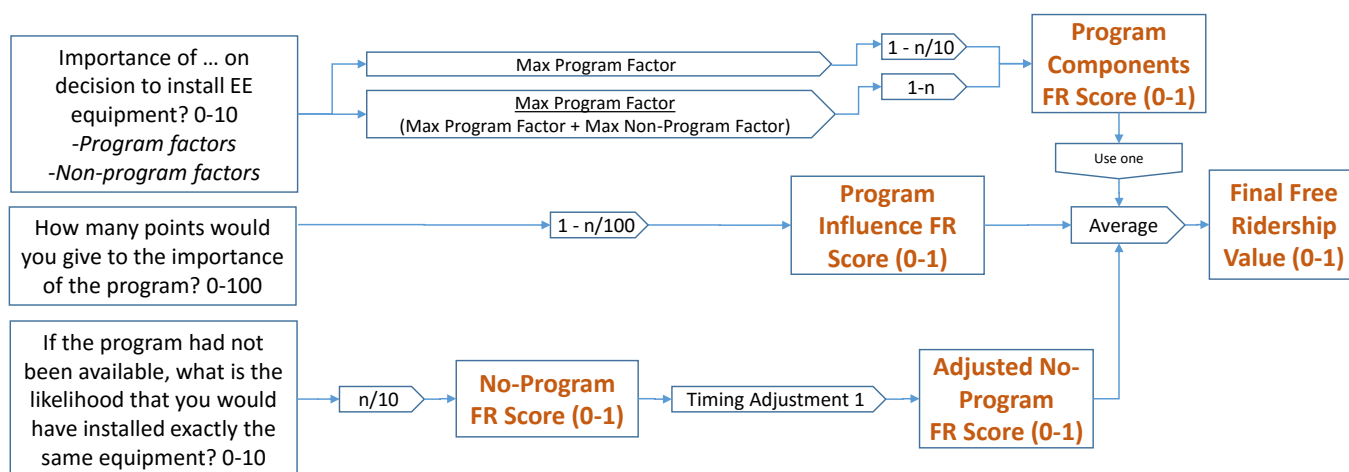 Importance of ... on
decision to install EE
equipment? 0-10
-Program factors
-Non-program factors
Max Program Factor
1 - n/10
Max Program Factor
(Max Program Factor + Max Non-Program Factor)
1-n
Program
Components
FR Score (0-1)
Use one
How many points would
you give to the importance
of the program? 0-100
1 - n/100
Program
Influence FR
Score (0-1)
Average
Final Free
Ridership
Value (0-1)
If the program had not
been available, what is the
likelihood that you would
have installed exactly the
same equipment? 0-10
n/10
No-Program
FR Score (0-1)
Timing Adjustment 1
Adjusted No-
Program
FR Score (0-1)